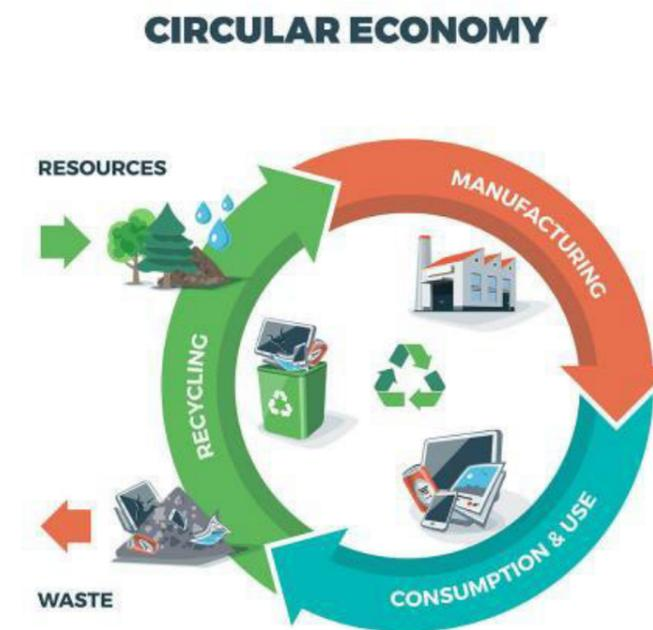 CIRCULAR ECONOMY
RESOURCES
MANUFACTURING
RECYCLING
CONSUMPTION & USE
WASTE